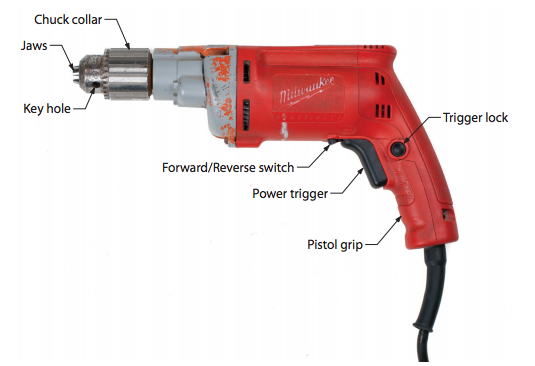 Chuck collar
Jaws
Key hole
Milwaukee
Trigger lock
Forward/Reverse switch
Power trigger
Pistol grip